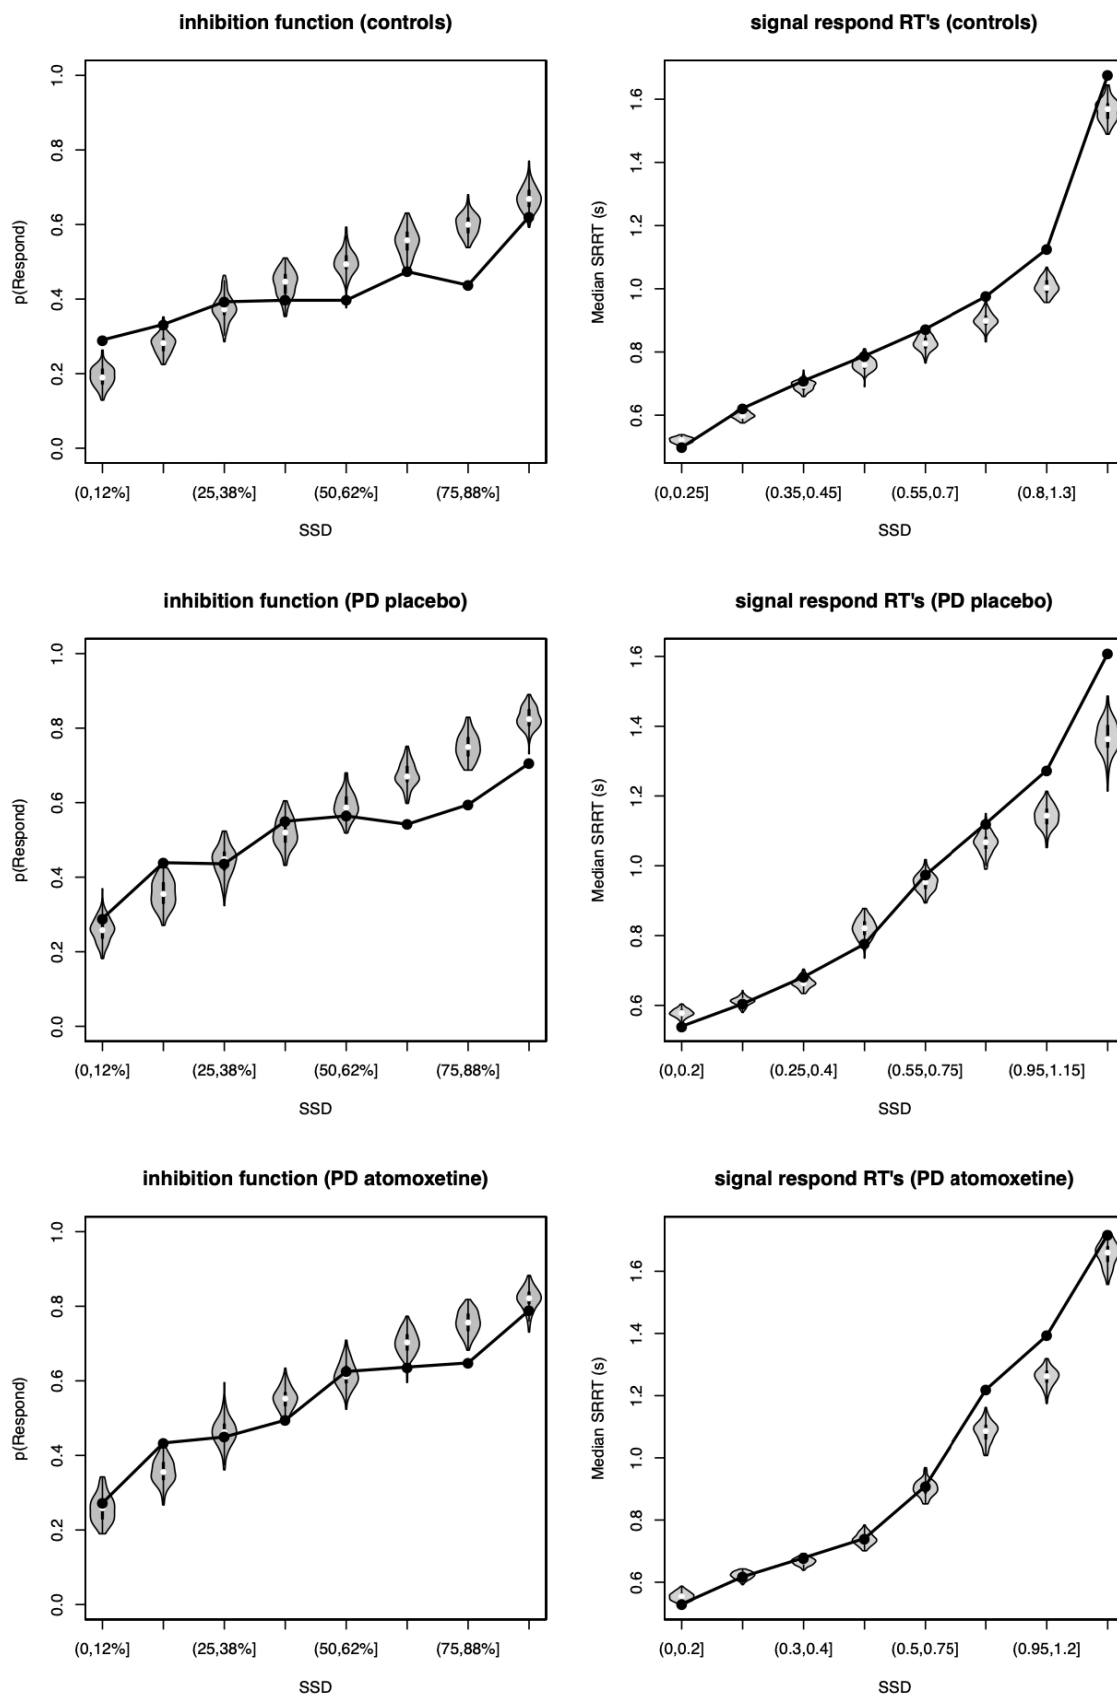 inhibition function (controls)
p(Respond)
1.0
0.8
0.6
0.4
0.2
0.0
(0,12%] (25,38%] (50,62%] (75,88%]
SSD
signal respond RT's (controls)
Median SRRT (s)
1.6
1.4
1.2
1.0
0.8
0.6
(0,0.25] (0.35,0.45] (0.55,0.7] (0.8,1.3]
SSD
inhibition function (PD placebo)
p(Respond)
1.0
0.8
0.6
0.4
0.2
0.0
(0,12%] (25,38%] (50,62%] (75,88%]
SSD
signal respond RT's (PD placebo)
Median SRRT (s)
1.6
1.4
1.2
1.0
0.8
0.6
(0,0.2] (0.25,0.4] (0.55,0.75] (0.95,1.15]
SSD
inhibition function (PD atomoxetine)
p(Respond)
1.0
0.8
0.6
0.4
0.2
0.0
(0,12%] (25,38%] (50,62%] (75,88%]
SSD
signal respond RT's (PD atomoxetine)
Median SRRT (s)
1.6
1.4
1.2
1.0
0.8
0.6
(0,0.2] (0.3,0.4] (0.5,0.75] (0.95,1.2]
SSD